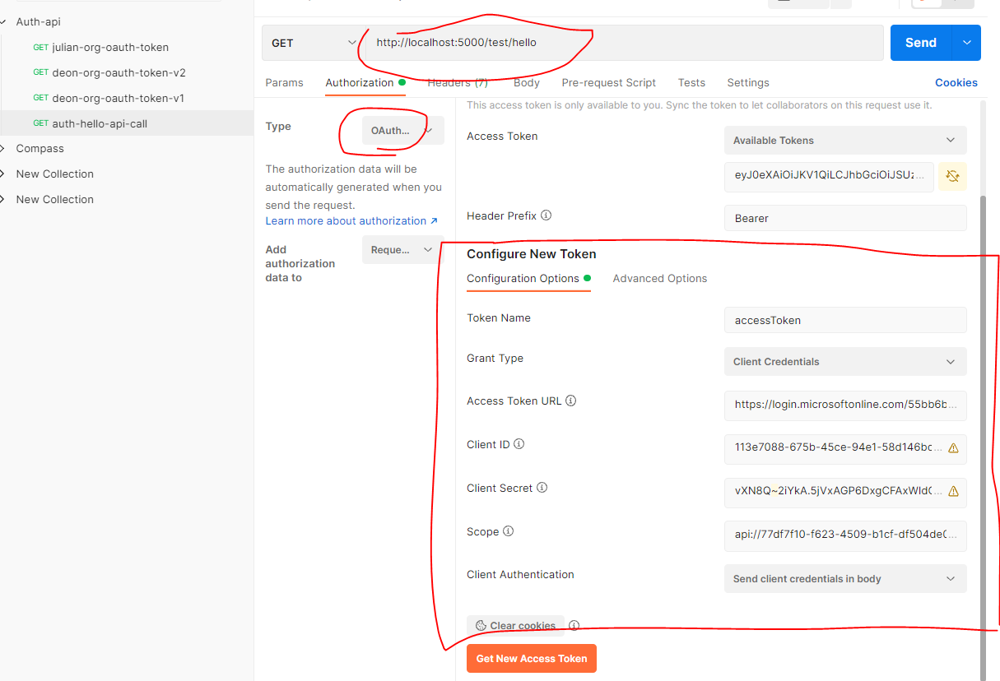 Auth-api
GET julian-org-oauth-token
GET deon-org-oauth-token-v2
GET deon-org-oauth-token-v1
GET auth-hello-api-call
Compass
New Collection
New Collection
GET http://localhost:5000/test/hello Send
Params Authorization Headers (7) Body Pre-request Script Tests Settings Cookies
Type OAuth...
The authorization data will be
automatically generated when you
send the request.
Learn more about authorization ↗
Add
authorization
data to
Reque...
This access token is only available to you. Sync the token to let collaborators on this request use it.
Access Token Available Tokens
eyJ0eXAiOiJKV1QiLCJhbGciOiJSUz...
Header Prefix Bearer
Configure New Token
Configuration Options Advanced Options
Token Name accessToken
Grant Type Client Credentials
Access Token URL https://login.microsoftonline.com/55bb6b...
Client ID 113e7088-675b-45ce-94e1-58d146bc...
Client Secret vXN8Q~2iYkA.5jVxAGP6DxgCFAxWId...
Scope api://77df7f10-f623-4509-b1cf-df504de0...
Client Authentication Send client credentials in body
Clear cookies
Get New Access Token